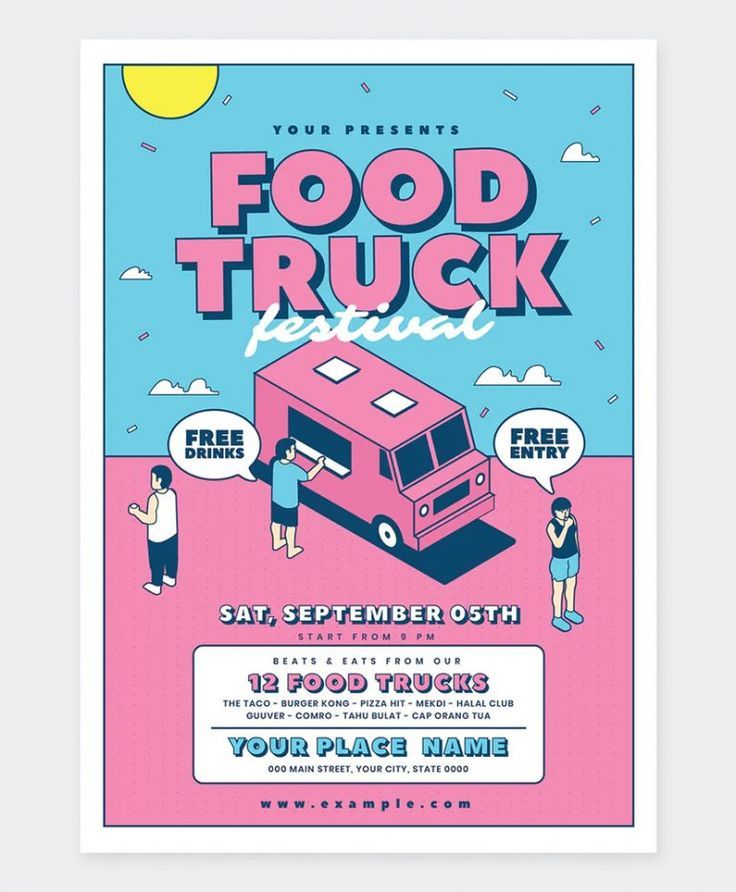 YOUR PRESENTS
FOOD
TRUCK
festival
FREE
DRINKS
FREE
ENTRY
SAT, SEPTEMBER 05TH
START FROM 9 PM
BEATS & EATS FROM OUR
12 FOOD TRUCKS
THE TACO - BURGER KONG - PIZZA HIT - MEKDI - HALAL CLUB
GUUVER - COMRO - TAHU BULAT - CAP ORANG TUA
YOUR PLACE NAME
000 MAIN STREET, YOUR CITY, STATE 0000
www.example.com